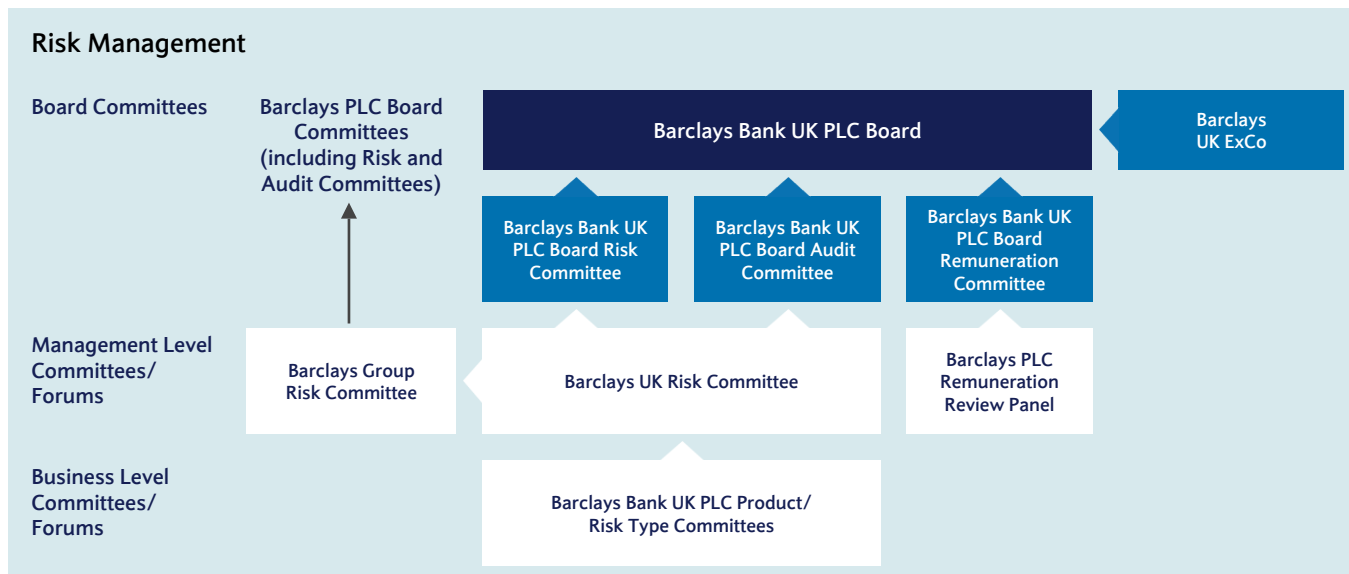 Risk Management
Board Committees
Barclays PLC Board
Committees
(including Risk and
Audit Committees)
Barclays Bank UK PLC Board
Barclays
UK ExCo
Barclays Bank UK
PLC Board Risk
Committee
Barclays Bank UK
PLC Board Audit
Committee
Barclays Bank UK
PLC Board
Remuneration
Committee
Management Level
Committees/
Forums
Barclays Group
Risk Committee
Barclays UK Risk Committee
Barclays PLC
Remuneration
Review Panel
Business Level
Committees/
Forums
Barclays Bank UK PLC Product/
Risk Type Committees